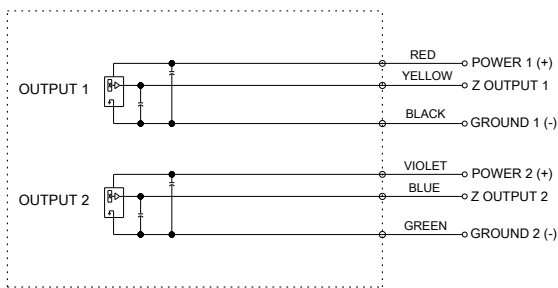 RED
POWER 1 (+)
YELLOW
OUTPUT 1
Z OUTPUT 1
BLACK
GROUND 1 (-)
VIOLET
POWER 2 (+)
BLUE
OUTPUT 2
Z OUTPUT 2
GREEN
GROUND 2 (-)